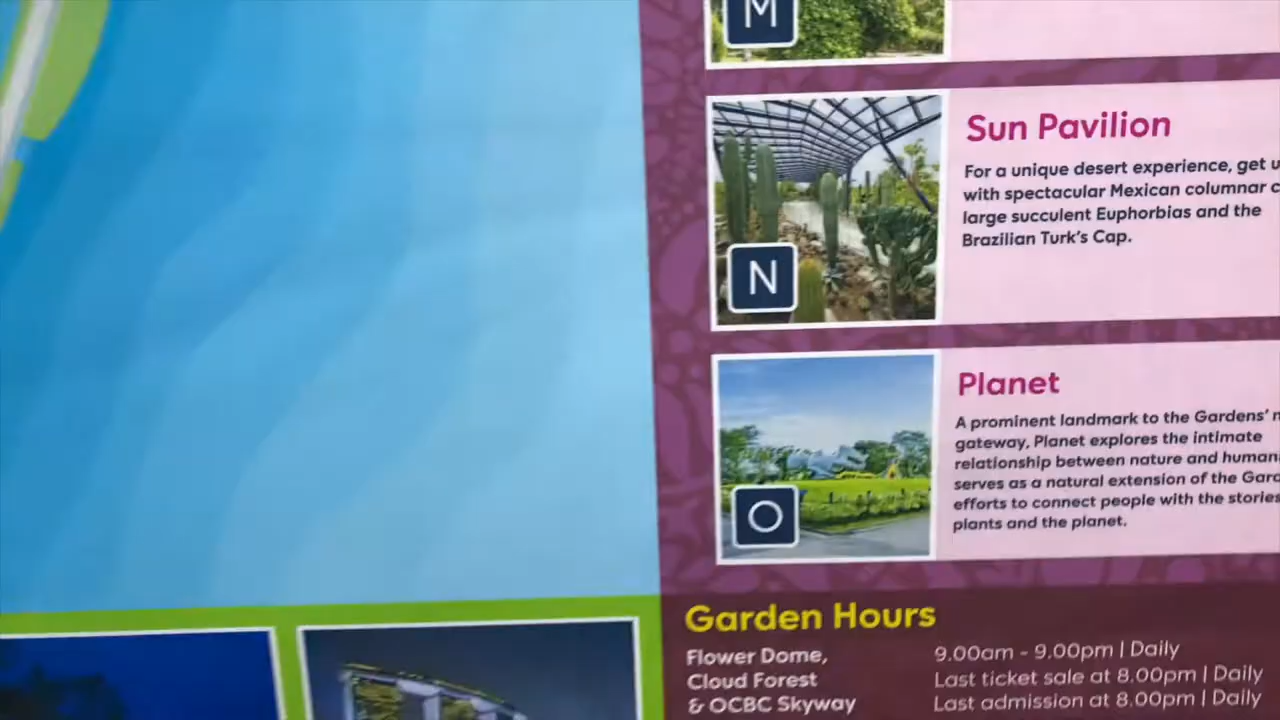 M
Sun Pavilion
For a unique desert experience, get
with spectacular Mexican columnar
large succulent Euphorbias and the
Brazilian Turk's Cap.
N
Planet
A prominent landmark to the Gardens'
gateway, Planet explores the intimate
relationship between nature and human
serves as a natural extension of the
efforts to connect people with the stories
plants and the planet.
O
Garden Hours
Flower Dome,
Cloud Forest
& OCBC Skyway
9.00am - 9.00pm | Daily
Last ticket sale at 8.00pm | Daily
Last admission at 8.00pm | Daily